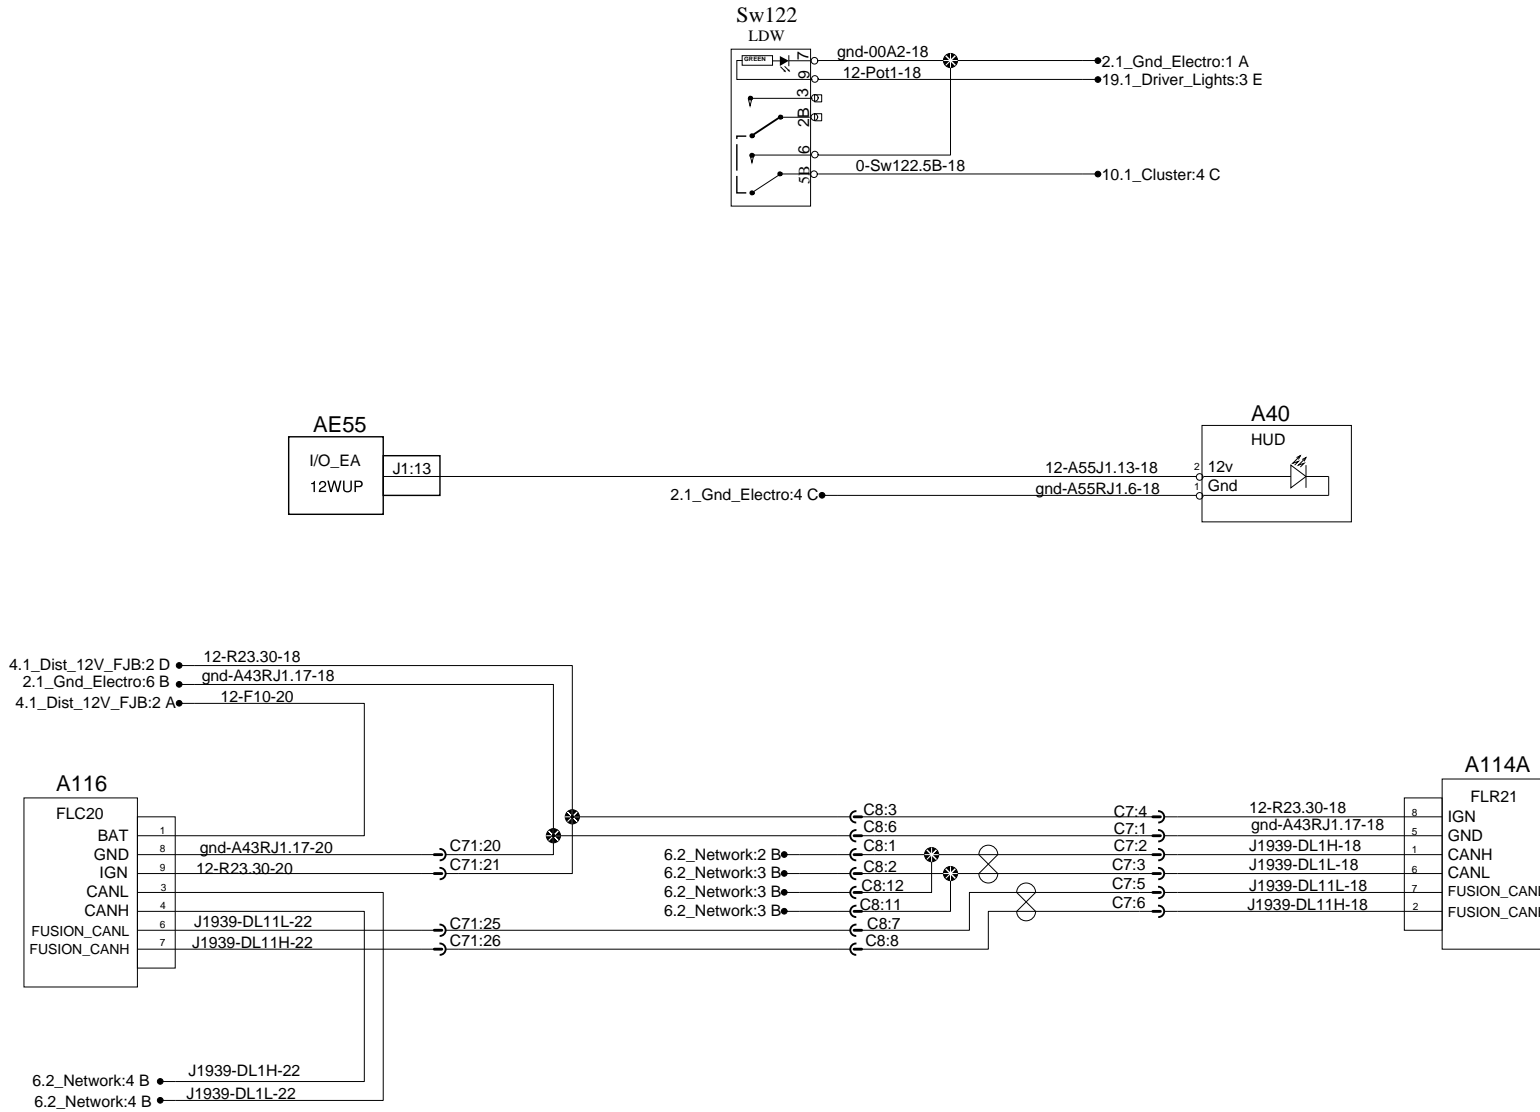 Sw122
LDW
GREEN
7
9
3
2B
6
5B
gnd-00A2-18
12-Pot1-18
0-Sw122.5B-18
2.1_Gnd_Electro:1 A
19.1_Driver_Lights:3 E
10.1_Cluster:4 C
AE55
I/O_EA
12WUP
J1:13
2.1_Gnd_Electro:4 C
12-A55J1.13-18
gnd-A55RJ1.6-18
A40
HUD
2 12v
1 Gnd
4.1_Dist_12V_FJB:2 D
12-R23.30-18
2.1_Gnd_Electro:6 B
gnd-A43RJ1.17-18
4.1_Dist_12V_FJB:2 A
12-F10-20
A116
FLC20
BAT 1
GND 8 gnd-A43RJ1.17-20 C71:20
IGN 9 12-R23.30-20 C71:21
CANL 3
CANH 4
FUSION_CANL 6 J1939-DL11L-22 C71:25
FUSION_CANH 7 J1939-DL11H-22 C71:26
6.2_Network:4 B J1939-DL1H-22
6.2_Network:4 B J1939-DL1L-22
C8:3
C8:6
6.2_Network:2 B C8:1
6.2_Network:3 B C8:2
6.2_Network:3 B C8:12
6.2_Network:3 B C8:11
C8:7
C8:8
A114A
FLR21
C7:4 12-R23.30-18 8 IGN
C7:1 gnd-A43RJ1.17-18 5 GND
C7:2 J1939-DL1H-18 1 CANH
C7:3 J1939-DL1L-18 6 CANL
C7:5 J1939-DL11L-18 7
C7:6 J1939-DL11H-18 2